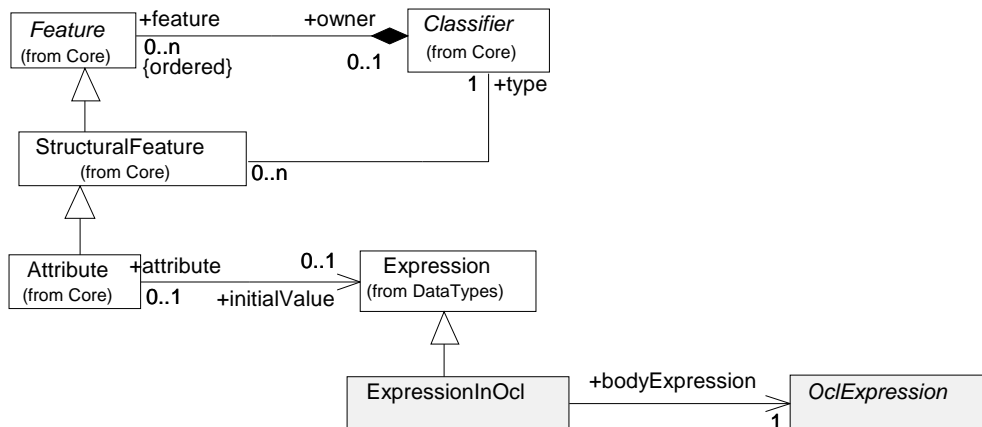 Feature
(from Core)
+feature
0..n
{ordered}
+owner
0..1
Classifier
(from Core)
1
+type
StructuralFeature
(from Core)
0..n
Attribute
(from Core)
+attribute
0..1
0..1
+initialValue
Expression
(from DataTypes)
ExpressionInOcl
+bodyExpression
1
OclExpression